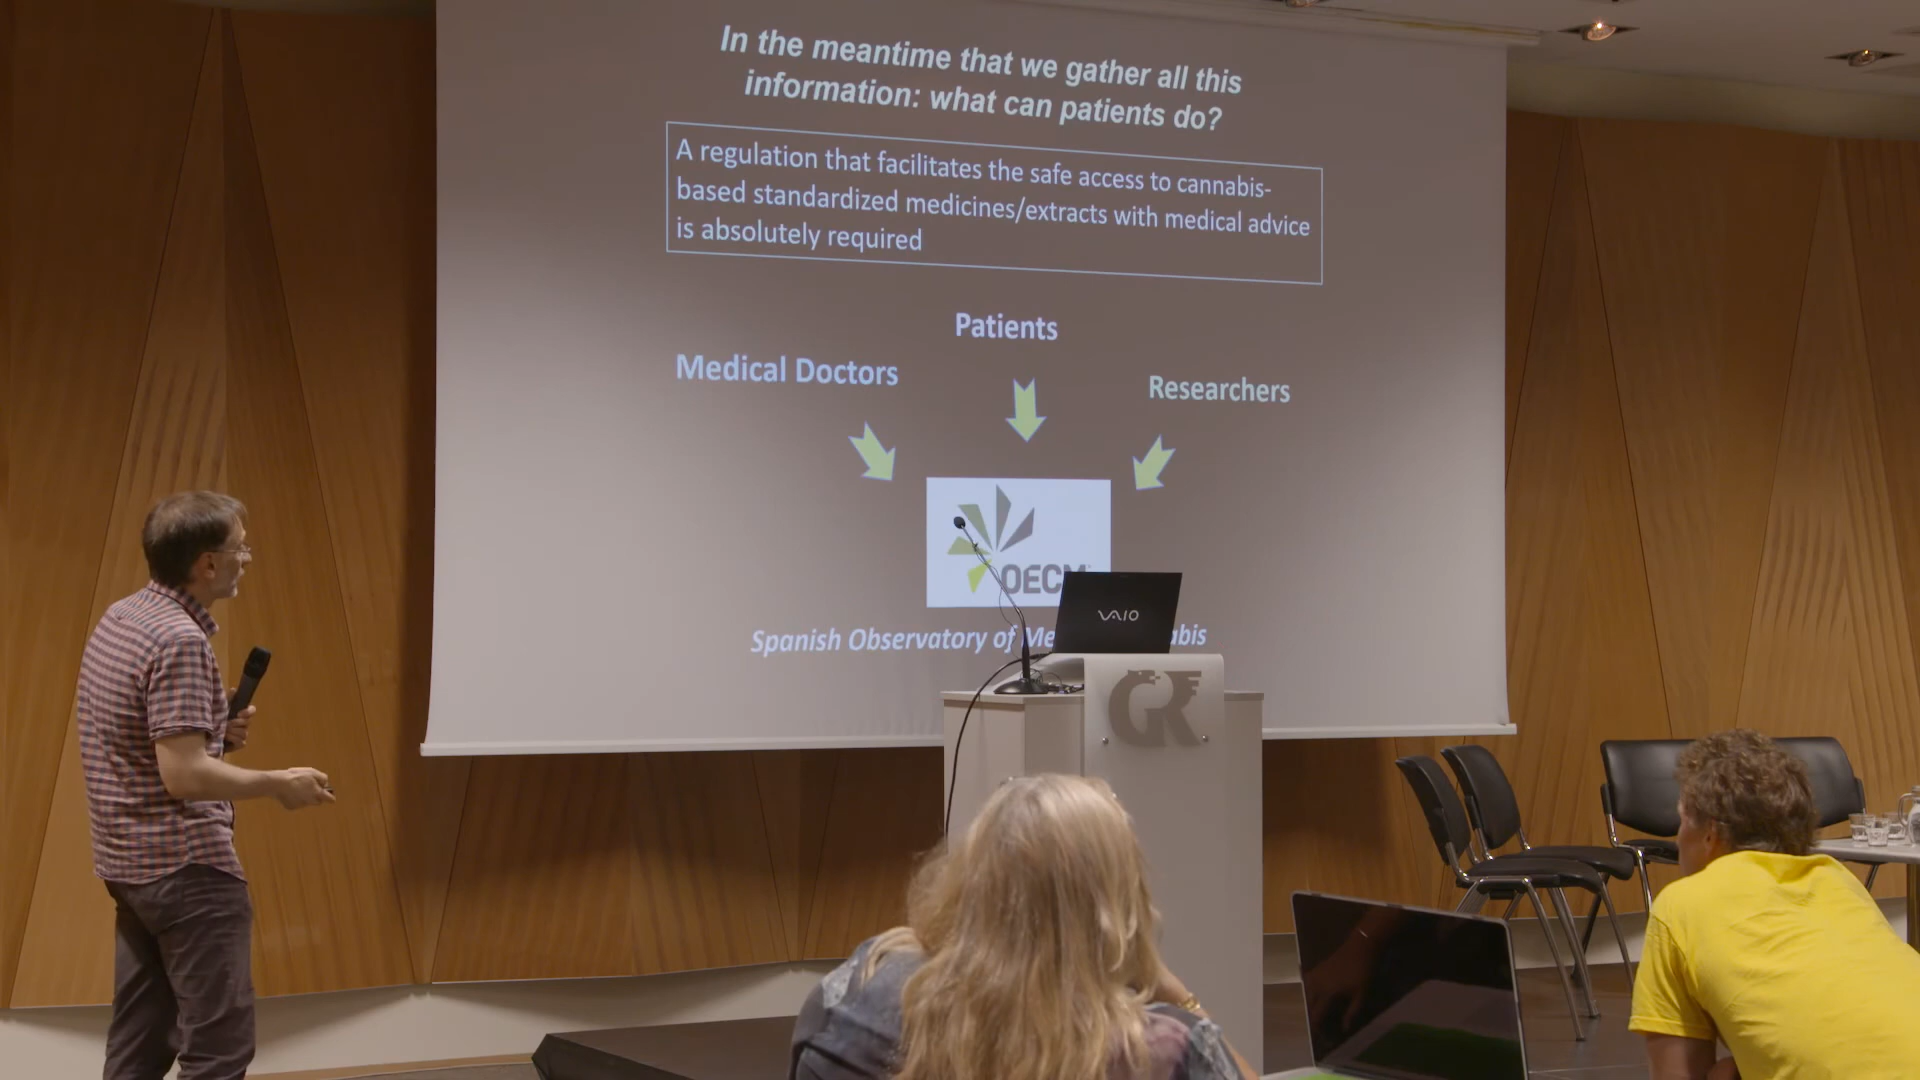 In the meantime that we gather all this
information: what can patients do?
A regulation that facilitates the safe access to cannabis-
based standardized medicines/extracts with medical advice
is absolutely required
Patients
Medical Doctors
Researchers
OECM
Spanish Observatory of
VAIO
GR